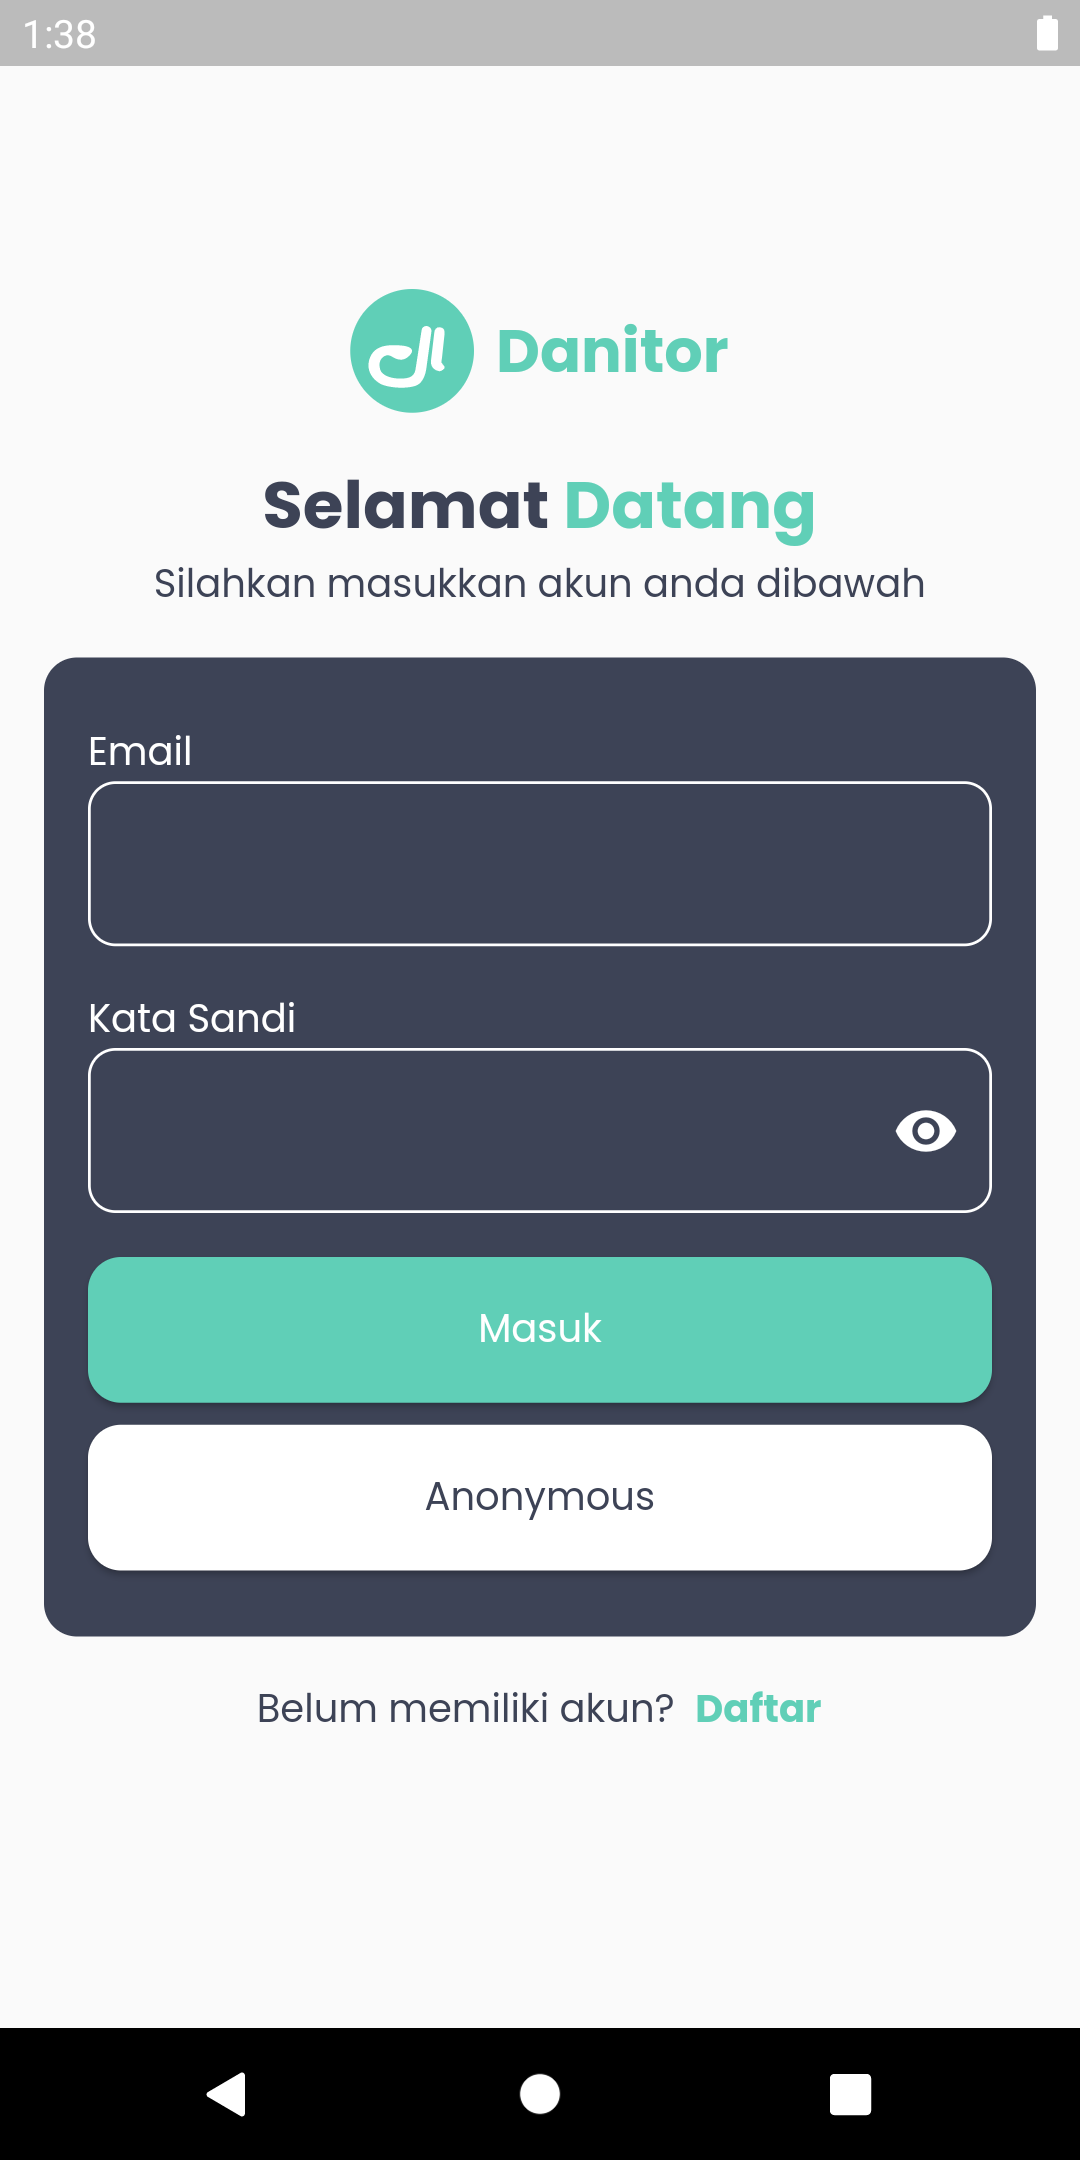 1:38
Danitor
Selamat Datang
Silahkan masukkan akun anda dibawah
Email
Kata Sandi
Masuk
Anonymous
Belum memiliki akun? Daftar